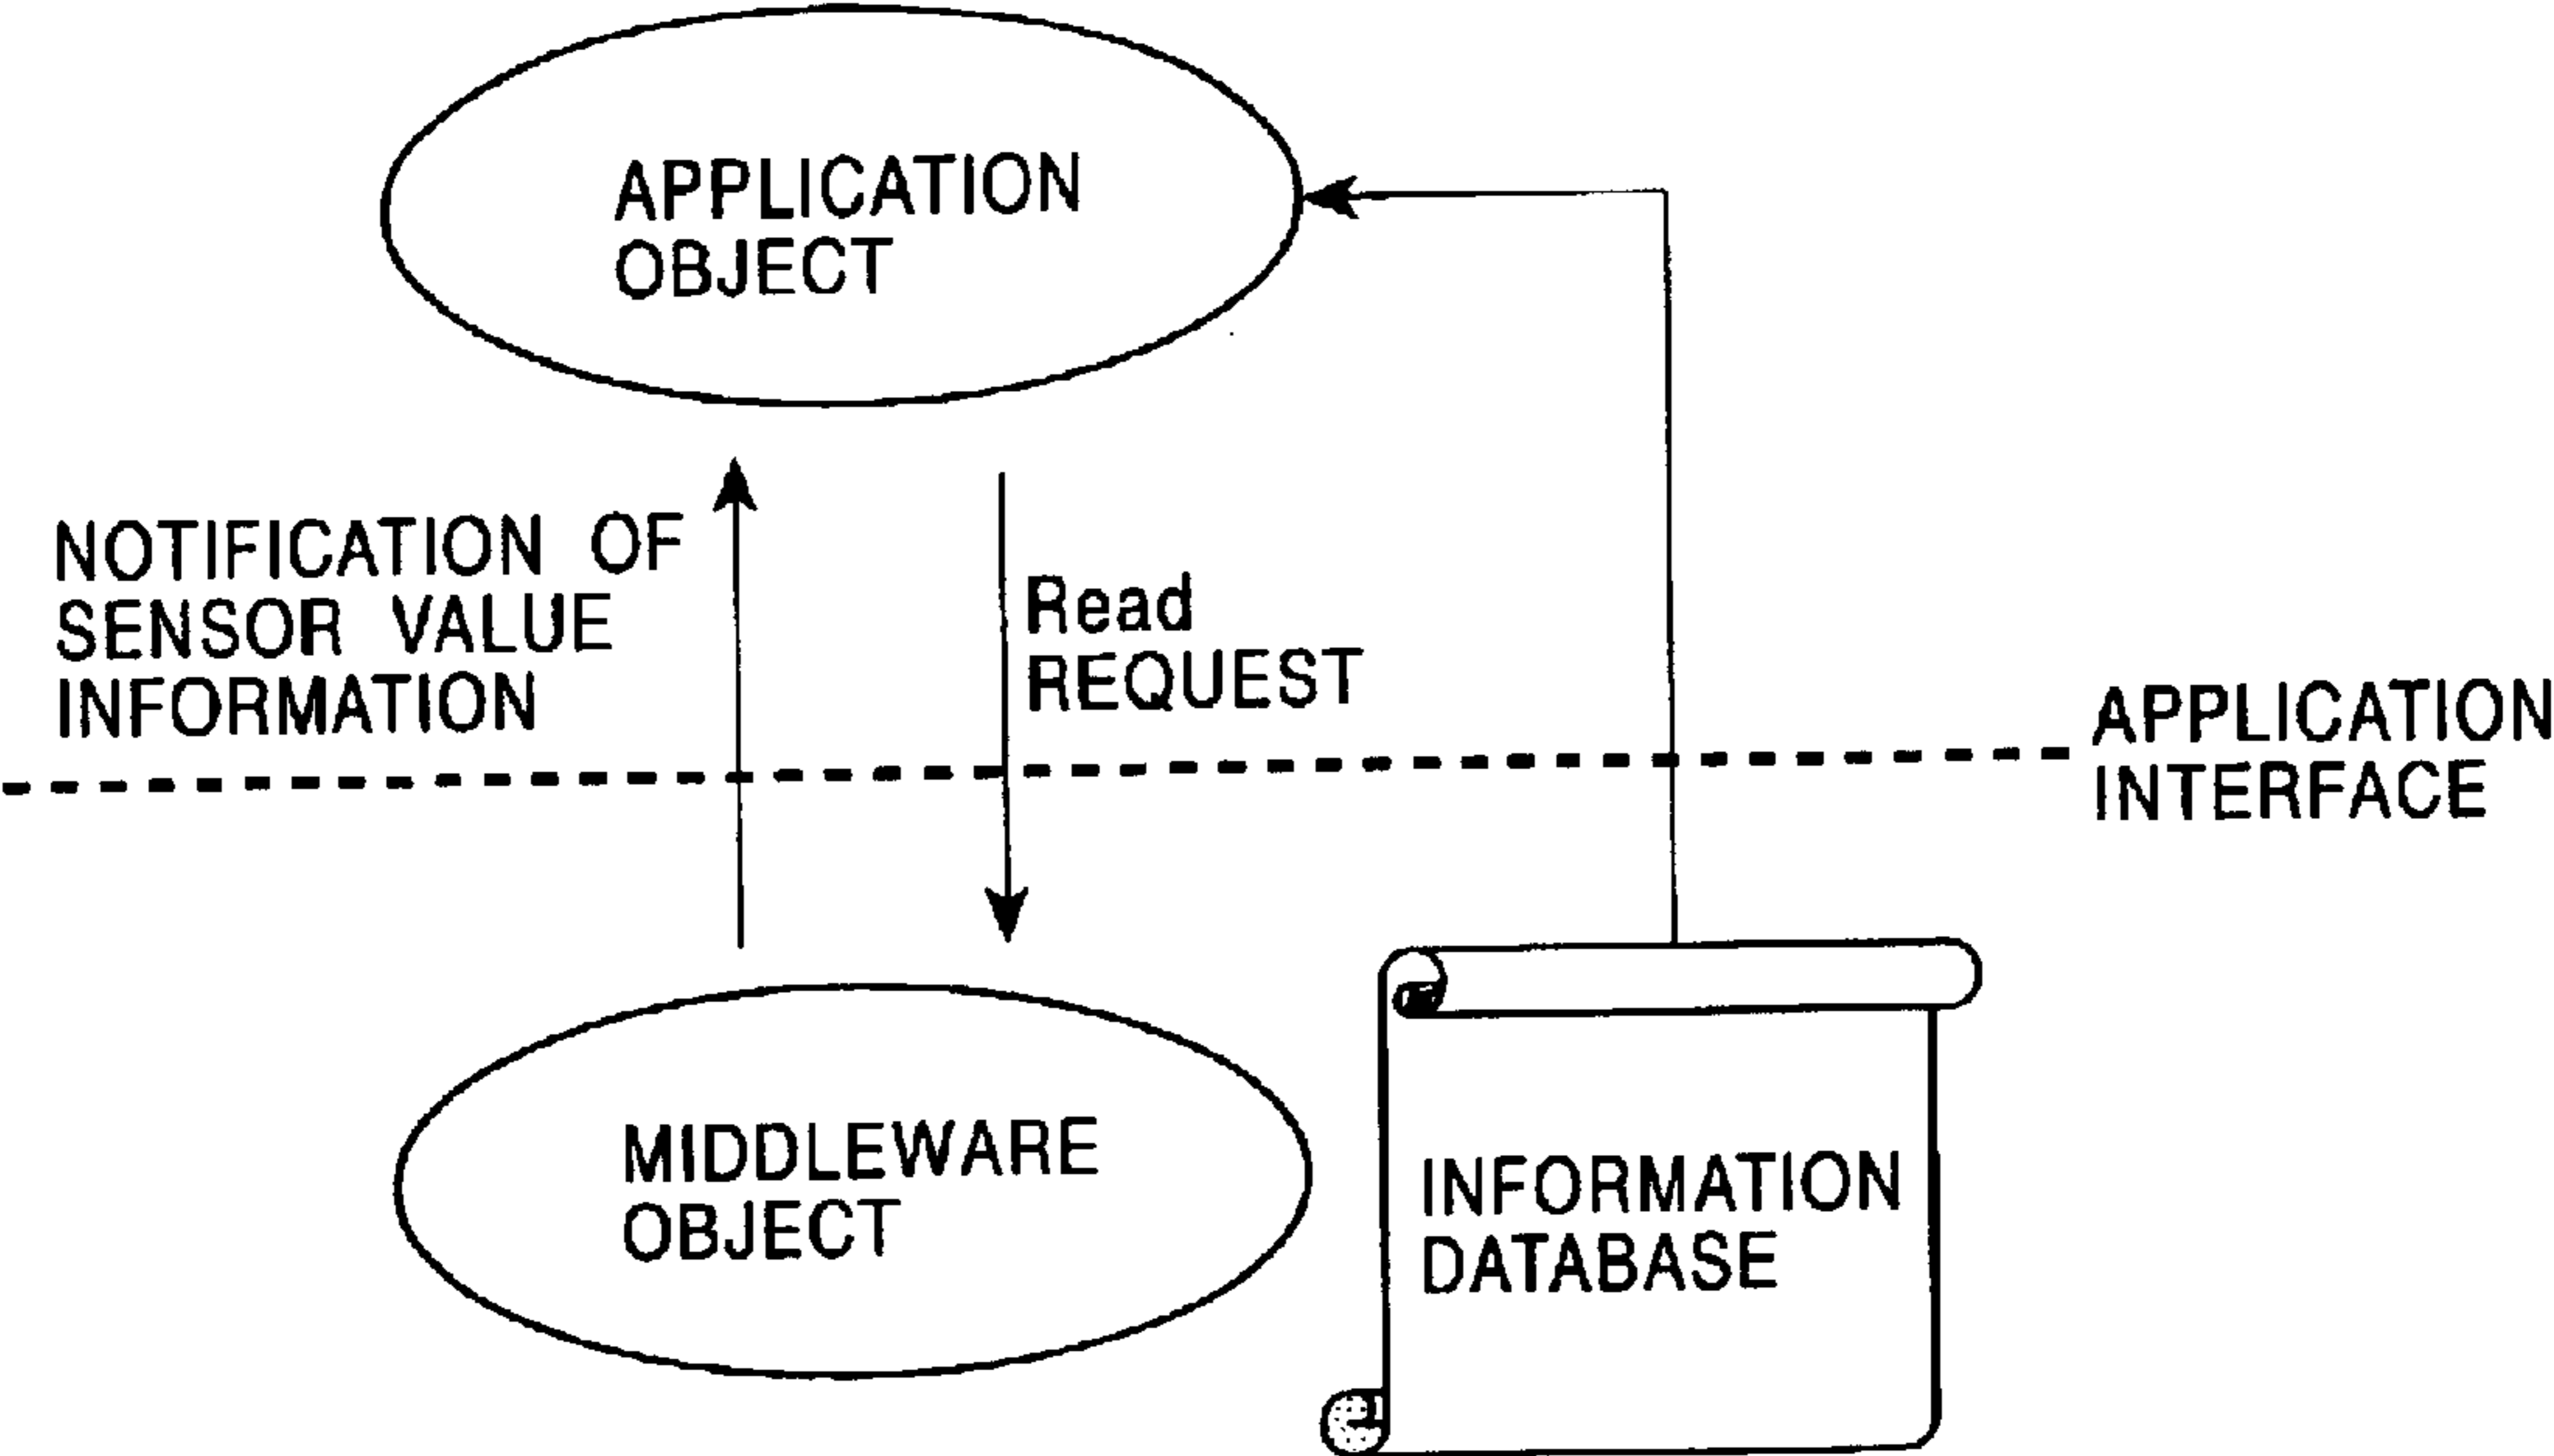 APPLICATION
OBJECT
NOTIFICATION OF
SENSOR VALUE
INFORMATION
Read
REQUEST
APPLICATION
INTERFACE
MIDDLEWARE
OBJECT
INFORMATION
DATABASE